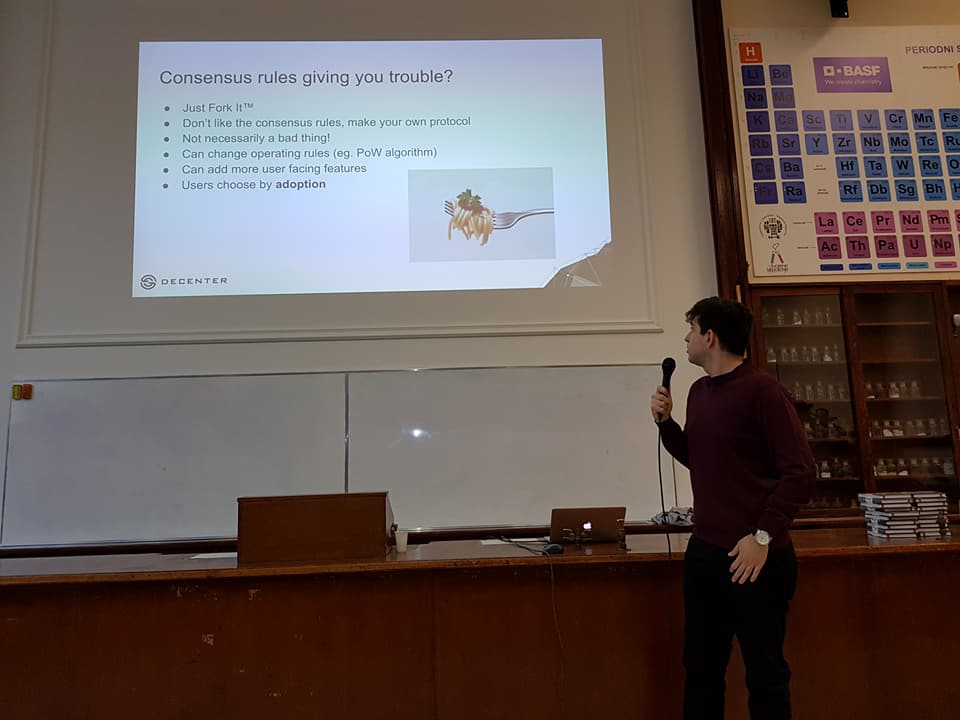 Consensus rules giving you trouble?
● Just Fork It™
● Don't like the consensus rules, make your own protocol
● Not necessarily a bad thing!
● Can change operating rules (eg. PoW algorithm)
● Can add more user facing features
● Users choose by adoption
DECENTER
PERIODNI S
BASF
We create chemistry
H
Li Be
Na Mg
K Ca Sc Ti V Cr Mn Fe
Rb Sr Y Zr Nb Mo Tc Ru
Cs Ba Hf Ta W Re O
Fr Ra Rf Db Sg Bh H
La Ce Pr Nd Pm S
Ac Th Pa U Np